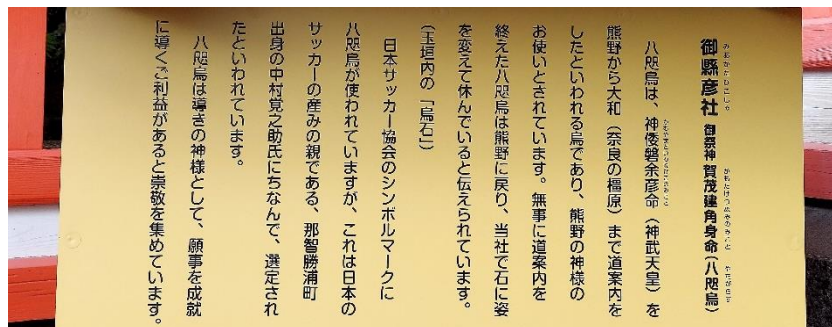 御縣彦社 御祭神 賀茂建角身命(八咫烏)
八咫烏は、神倭磐余彦命(神武天皇)を
熊野から大和(奈良の橿原)まで道案内を
したといわれる烏であり、熊野の神様の
お使いとされています。無事に道案内を
終えた八咫烏は熊野に戻り、当社で石に姿
を変えて休んでいると伝えられています。
(玉垣内の「烏石」)
日本サッカー協会のシンボルマークに
八咫烏が使われていますが、これは日本の
サッカーの産みの親である、那智勝浦町
出身の中村覚之助氏にちなんで、選定され
たといわれています。
八咫烏は導きの神様として、願事を成就
に導くご利益があると崇敬を集めています。